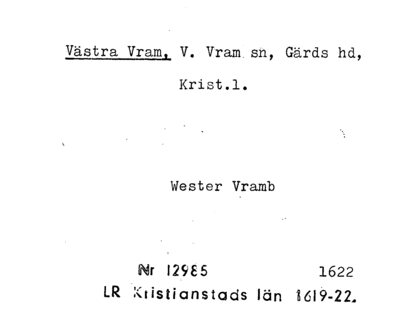 Västra Vram, V. Vram sn, Gärds hd,
Krist.l.
Wester Vramb
Nr 12985 1622
LR Kristianstads län 1619-22.